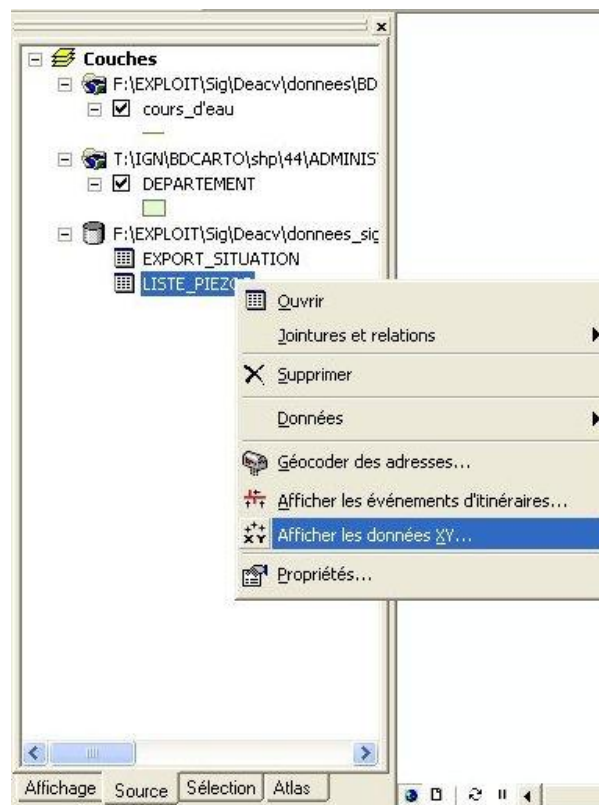 Couches
F:\EXPLOIT\Sig\Deacv\donnees\BD
cours_d'eau
T:\IGN\BDCARTO\shp\44\ADMINIS
DEPARTEMENT
F:\EXPLOIT\Sig\Deacv\donnees_sig
EXPORT_SITUATION
LISTE_PIEZO
Ouvrir
Jointures et relations
Supprimer
Données
Géocoder des adresses...
Afficher les événements d'itinéraires...
Afficher les données XY...
Propriétés...
Affichage Source Sélection Atlas